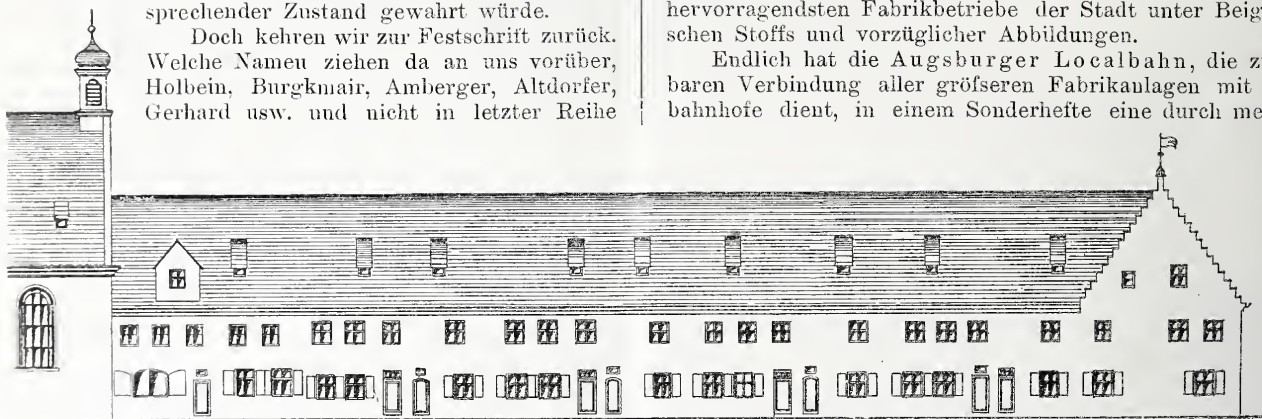 sprechender Zustand gewahrt würde.
Doch kehren wir zur Festschrift zurück.
Welche Namen ziehen da an uns vorüber,
Holbein, Burgkmair, Amberger, Altdorfer,
Gerhard usw. und nicht in letzter Reihe
hervorragendsten Fabrikbetriebe der Stadt unter Beig
schen Stoffs und vorzüglicher Abbildungen.
Endlich hat die Augsburger Localbahn, die z
baren Verbindung aller gröfseren Fabrikanlagen mit
bahnhofe dient, in einem Sonderhefte eine durch me